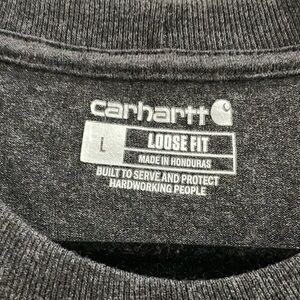 carhartt
L
LOOSE FIT
MADE IN HONDURAS
BUILT TO SERVE AND PROTECT
HARDWORKING PEOPLE